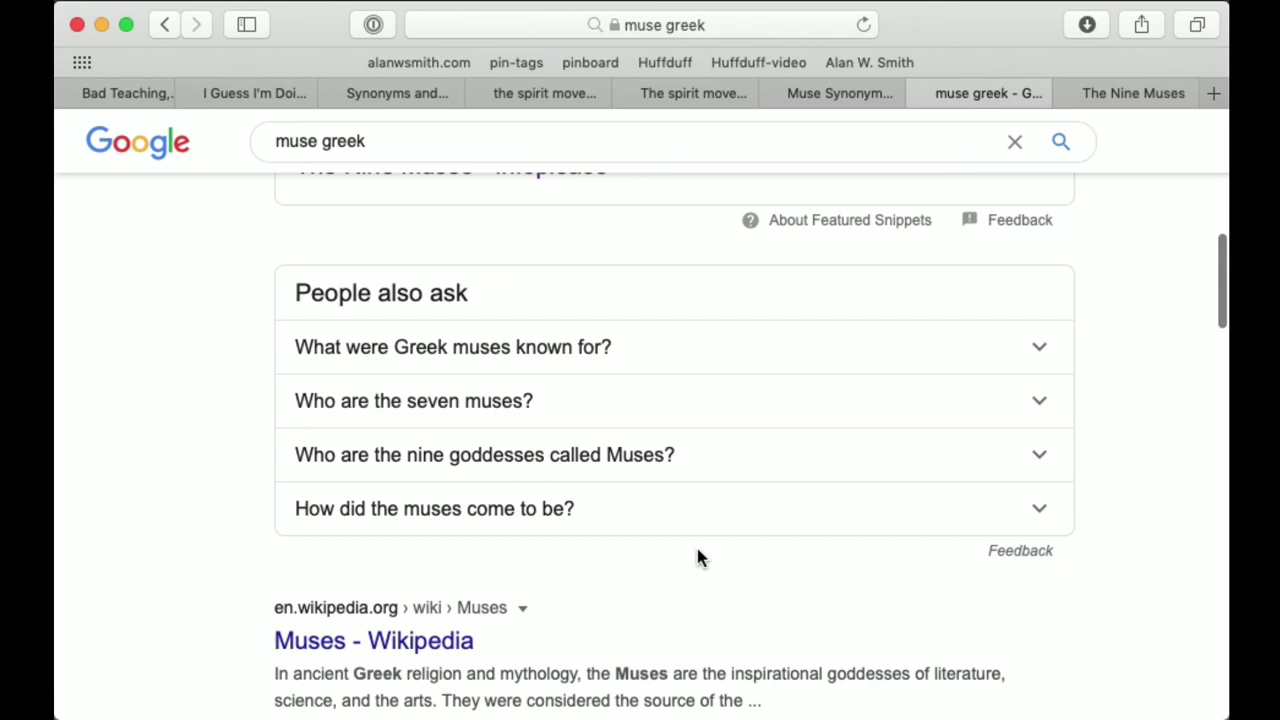 muse greek
alanwsmith.com pin-tags pinboard Huffduff Huffduff-video Alan W. Smith
Bad Teaching,. I Guess I'm Doi... Synonyms and... the spirit move... The spirit move... Muse Synonym... muse greek - G... The Nine Muses
Google muse greek
The Nine Muses - Infoplease
About Featured Snippets Feedback
People also ask
What were Greek muses known for?
Who are the seven muses?
Who are the nine goddesses called Muses?
How did the muses come to be?
Feedback
en.wikipedia.org › wiki › Muses
Muses - Wikipedia
In ancient Greek religion and mythology, the Muses are the inspirational goddesses of literature,
science, and the arts. They were considered the source of the ...